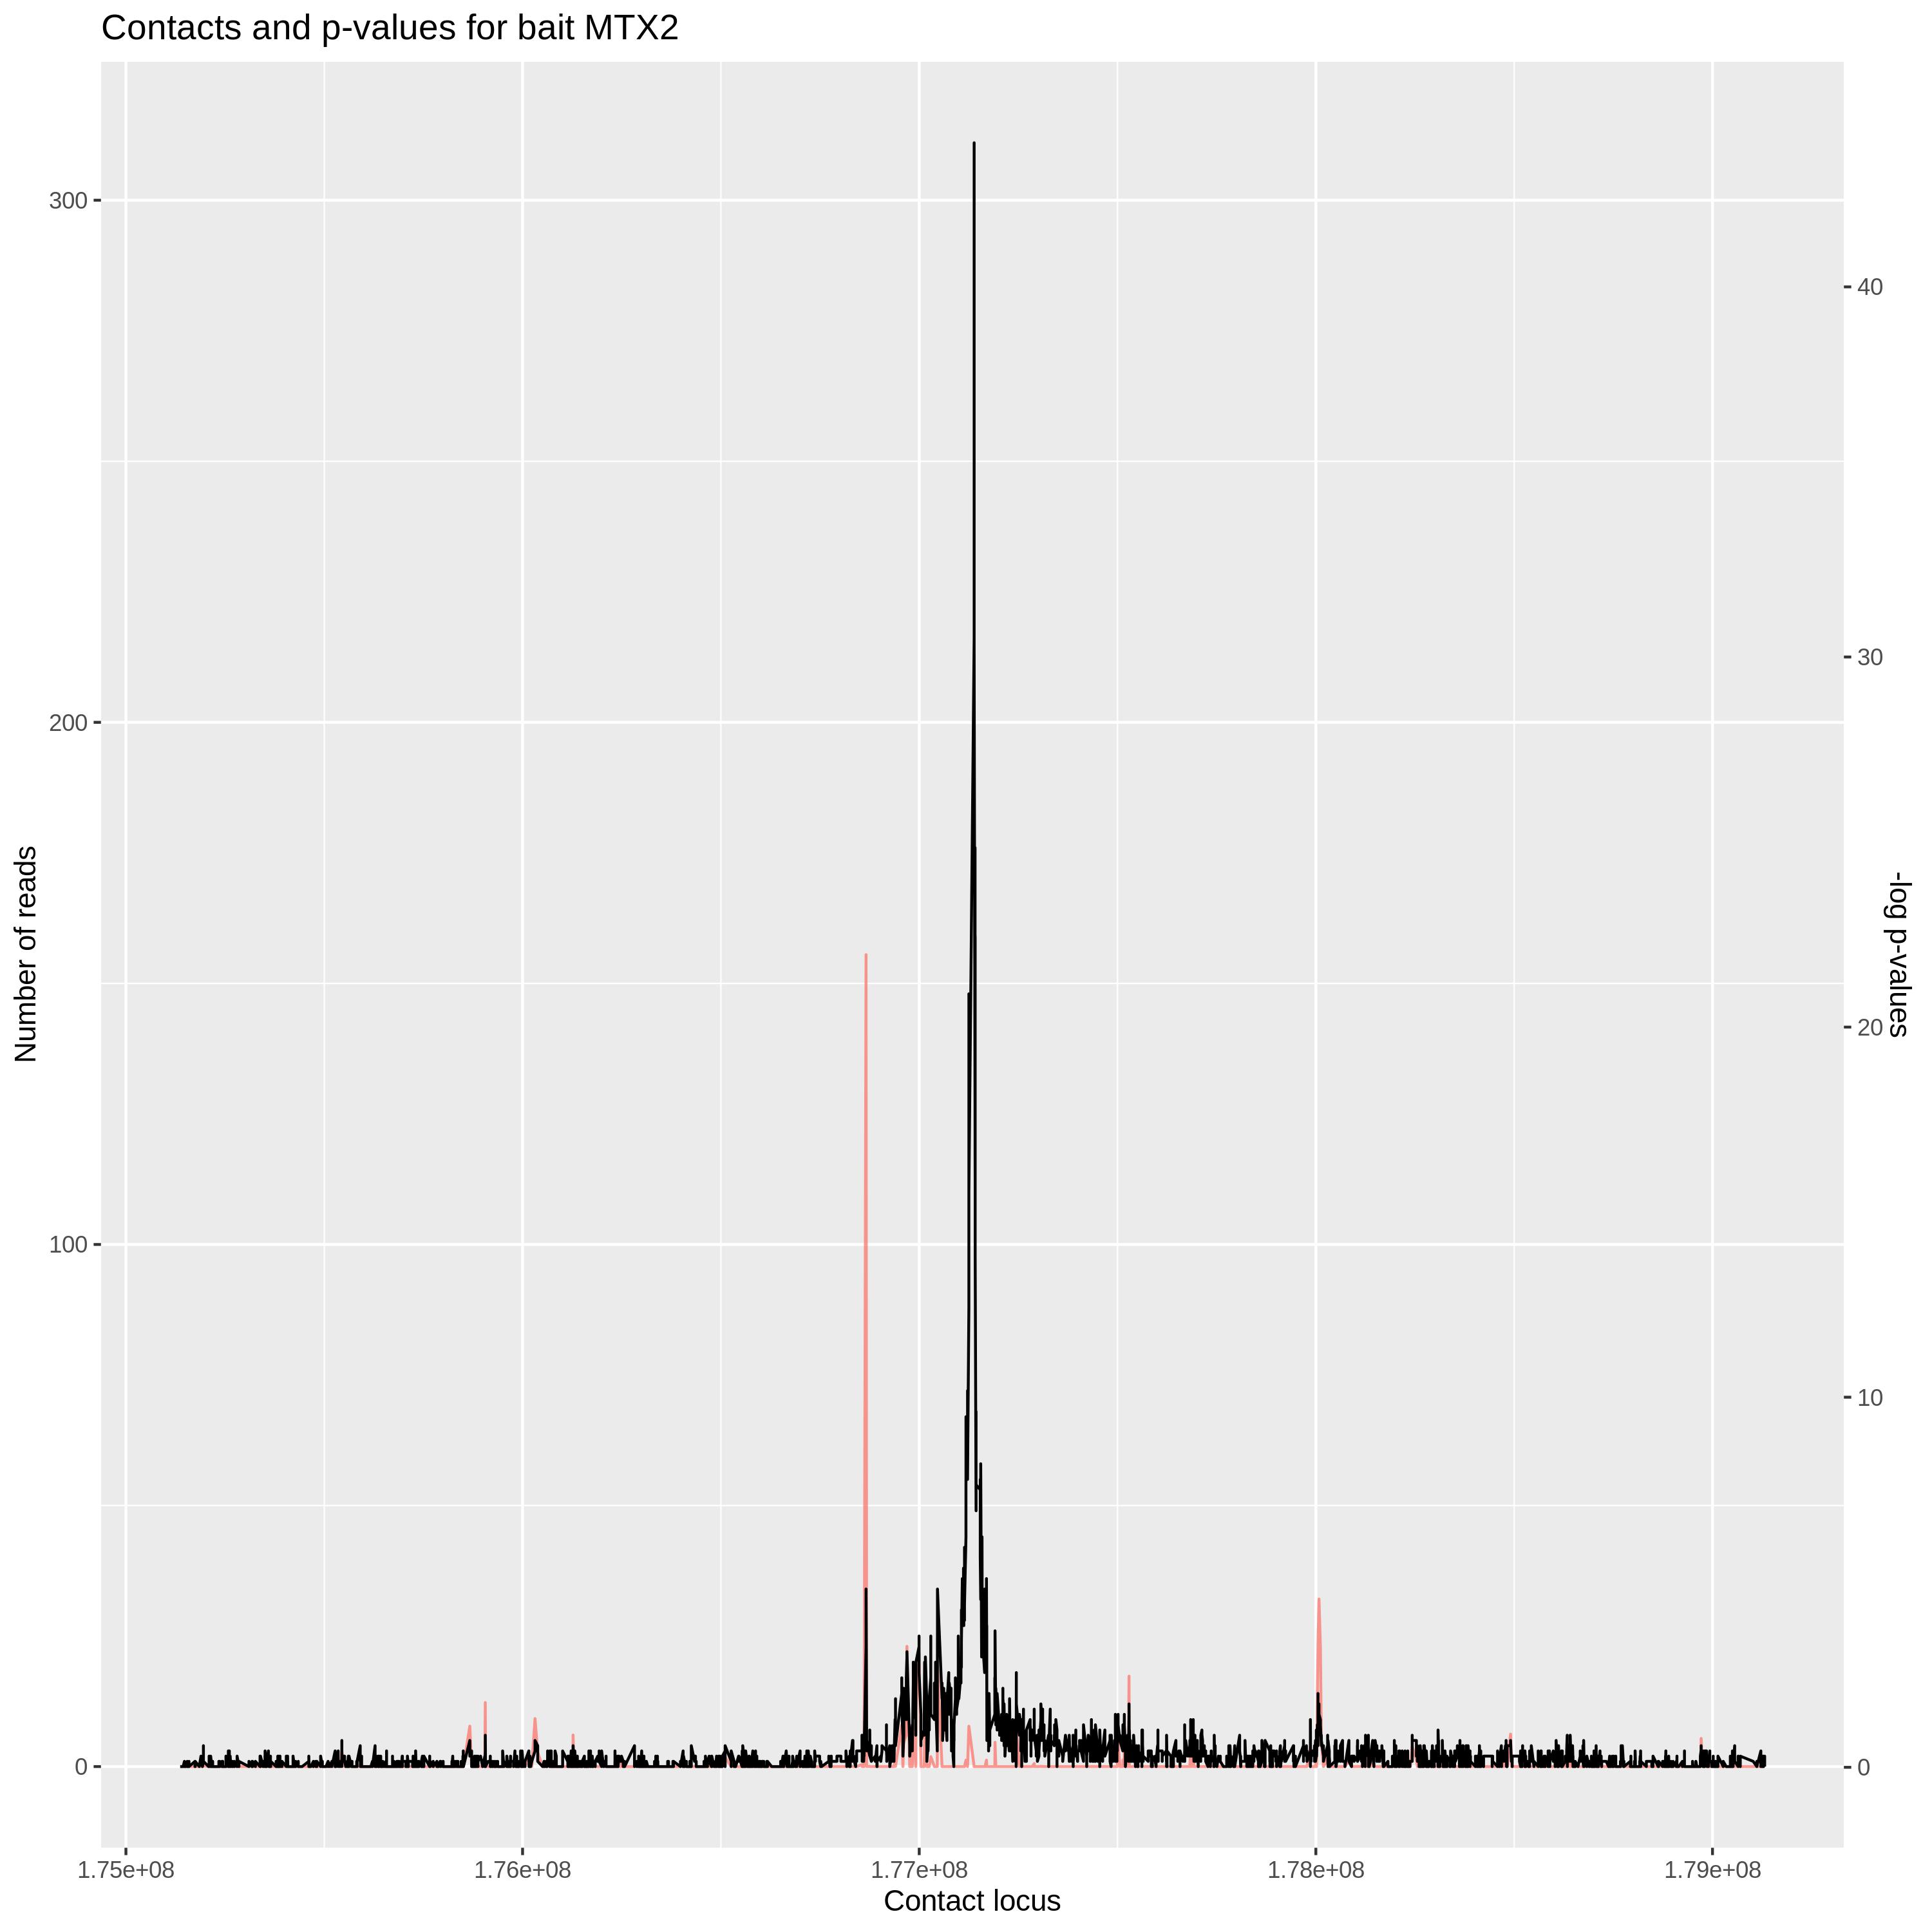 Contacts and p-values for bait MTX2
300
200
100
0
Number of reads
40
30
20
10
0
-log p-values
1.75e+08
1.76e+08
1.77e+08
1.78e+08
1.79e+08
Contact locus